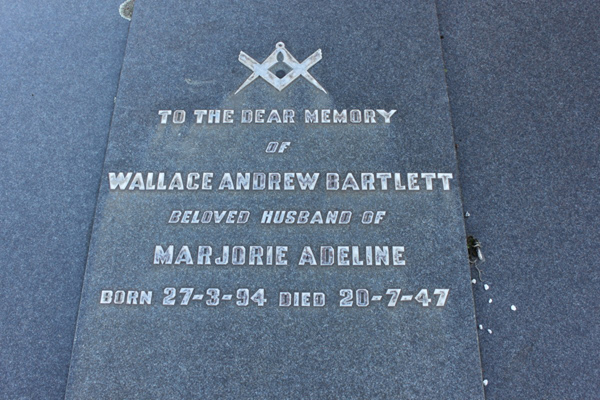 TO THE DEAR MEMORY
OF
WALLACE ANDREW BARTLETT
BELOVED HUSBAND OF
MARJORIE ADELINE
BORN 27-3-94 DIED 20-7-47